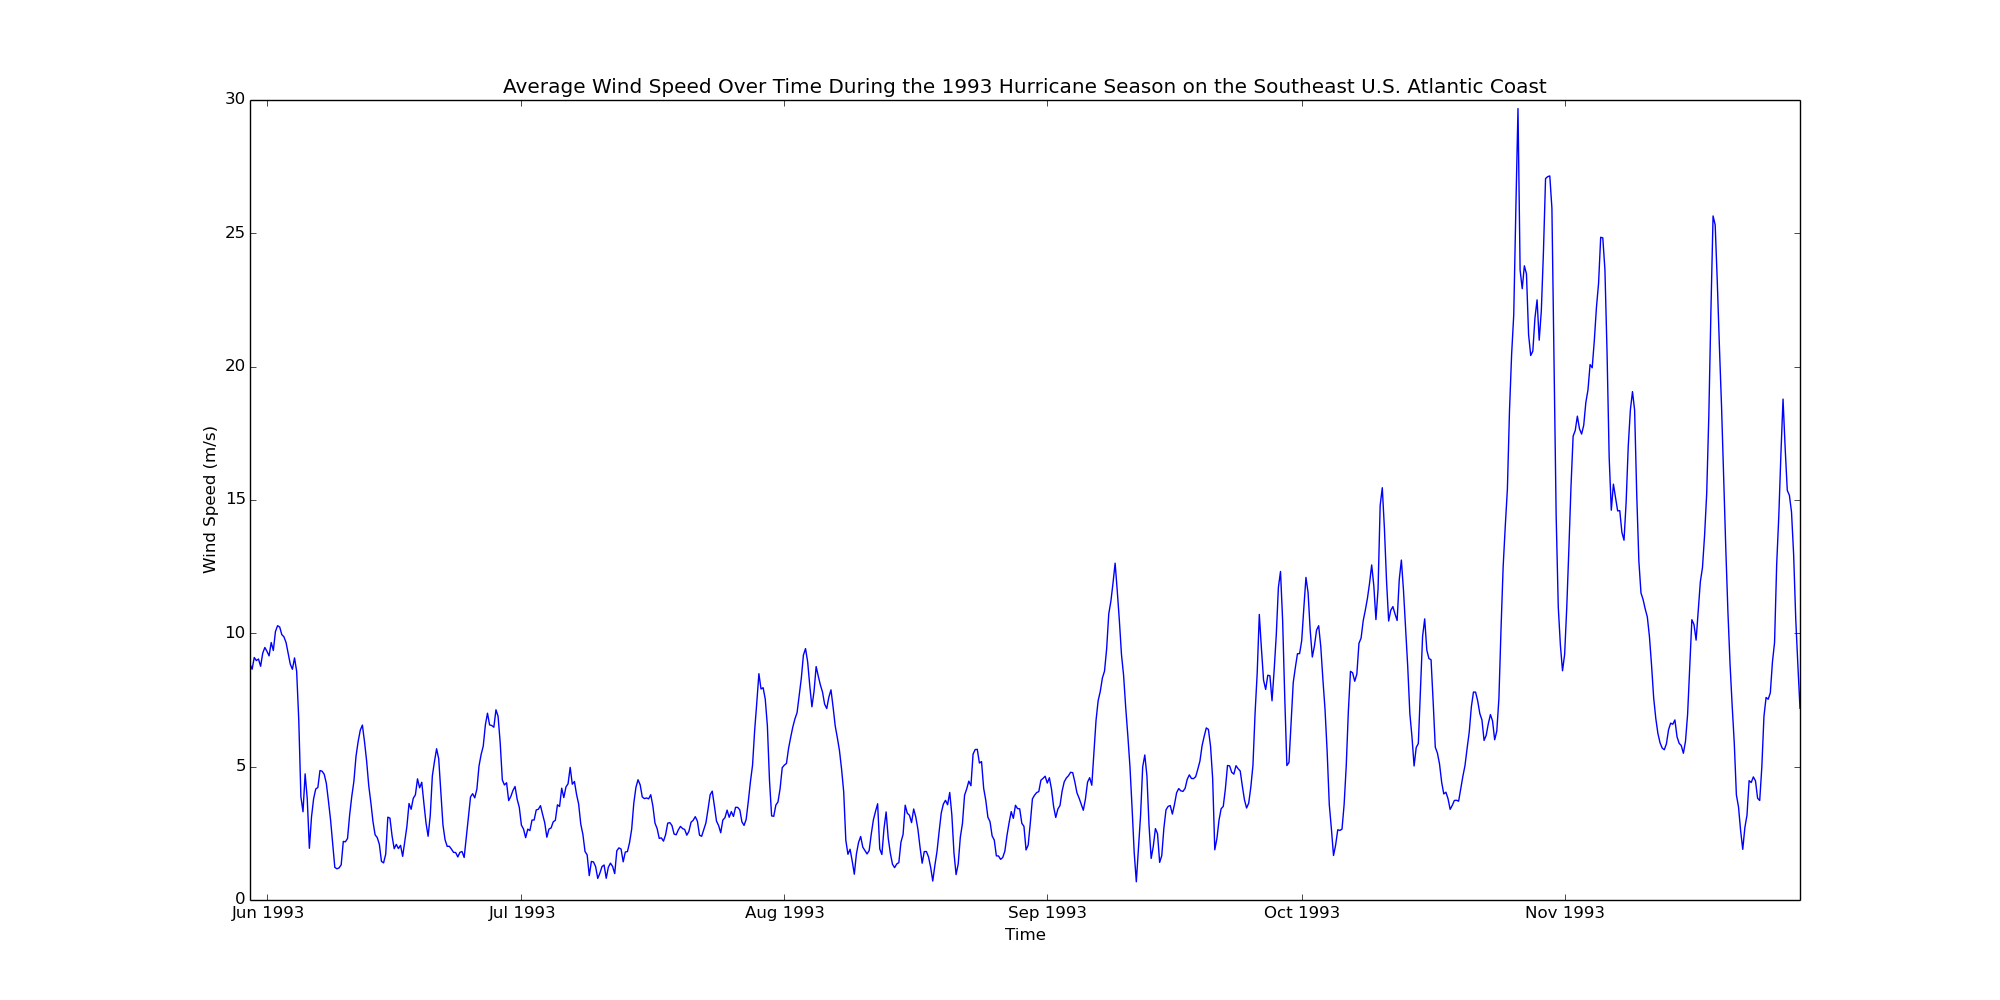 Average Wind Speed Over Time During the 1993 Hurricane Season on the Southeast U.S. Atlantic Coast
30
25
20
15
10
5
0
Wind Speed (m/s)
Jun 1993 Jul 1993 Aug 1993 Sep 1993 Oct 1993 Nov 1993
Time